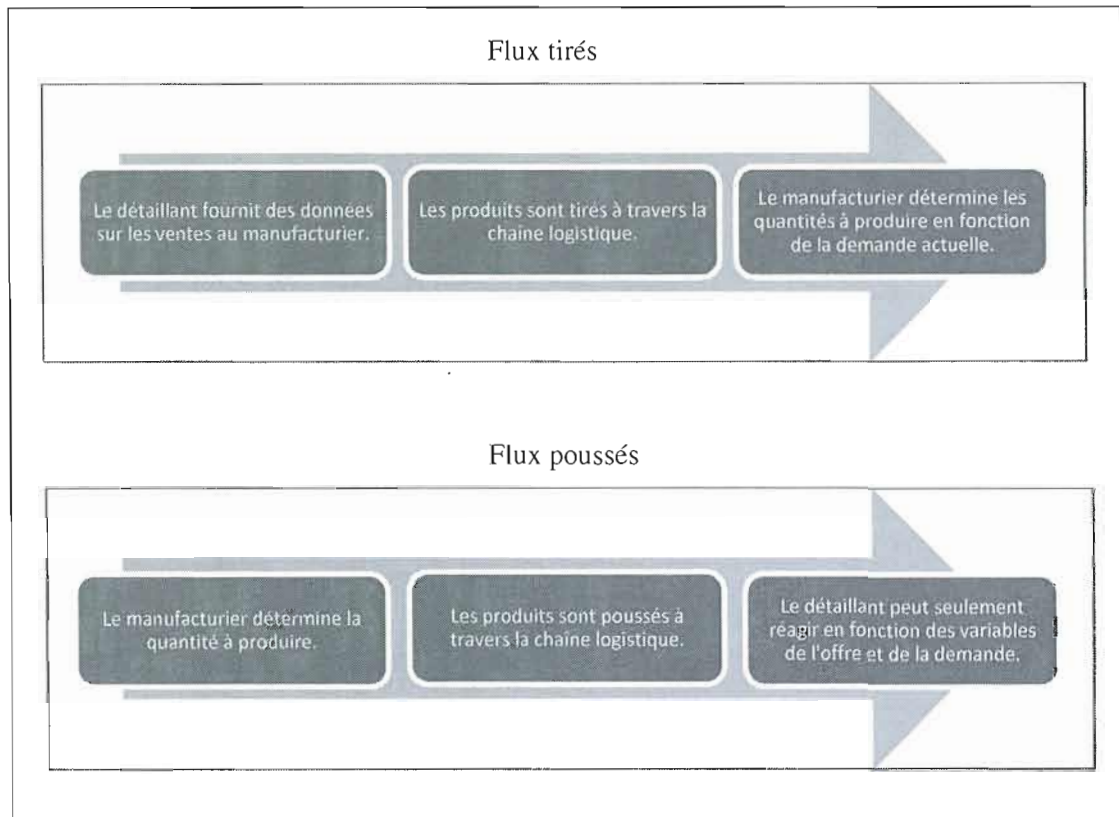 Flux tirés
Le détaillant fournit des données
sur les ventes au manufacturier.
Les produits sont tirés à travers la
chaîne logistique.
Le manufacturier détermine les
quantités à produire en fonction
de la demande actuelle.
Flux poussés
Le manufacturier détermine la
quantité à produire.
Les produits sont poussés à
travers la chaîne logistique.
Le détaillant peut seulement
réagir en fonction des variables
de l'offre et de la demande.